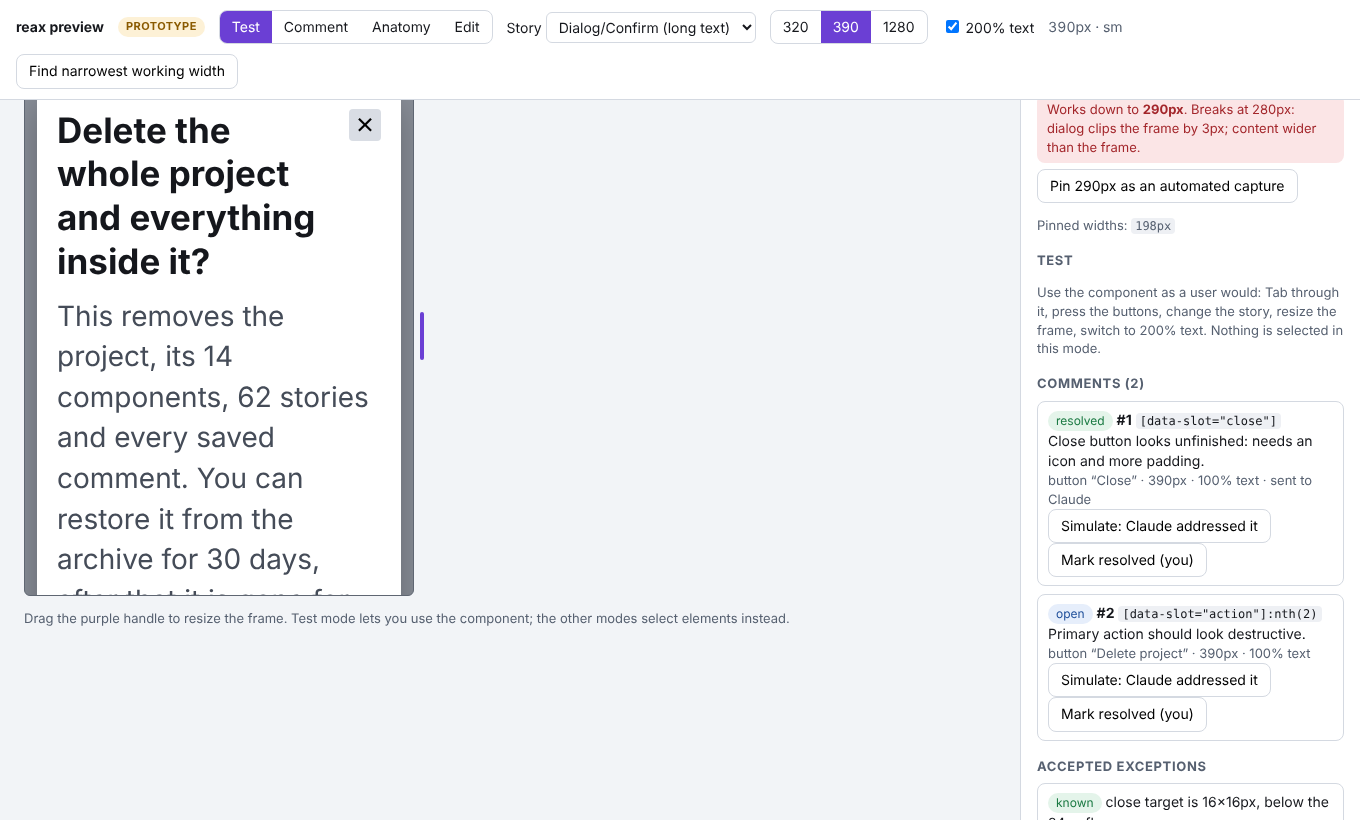 reax preview PROTOTYPE Test Comment Anatomy Edit Story Dialog/Confirm (long text) 320 390 1280 200% text 390px · sm
Find narrowest working width
Delete the
whole project
and everything
inside it?
This removes the
project, its 14
components, 62 stories
and every saved
comment. You can
restore it from the
archive for 30 days,
after that it is gone for
Drag the purple handle to resize the frame. Test mode lets you use the component; the other modes select elements instead.
Works down to 290px. Breaks at 280px:
dialog clips the frame by 3px; content wider
than the frame.
Pin 290px as an automated capture
Pinned widths: 198px
TEST
Use the component as a user would: Tab through
it, press the buttons, change the story, resize the
frame, switch to 200% text. Nothing is selected in
this mode.
COMMENTS (2)
resolved #1 [data-slot="close"]
Close button looks unfinished: needs an
icon and more padding.
button “Close” · 390px · 100% text · sent to
Claude
Simulate: Claude addressed it
Mark resolved (you)
open #2 [data-slot="action"]:nth(2)
Primary action should look destructive.
button “Delete project” · 390px · 100% text
Simulate: Claude addressed it
Mark resolved (you)
ACCEPTED EXCEPTIONS
known close target is 16×16px, below the